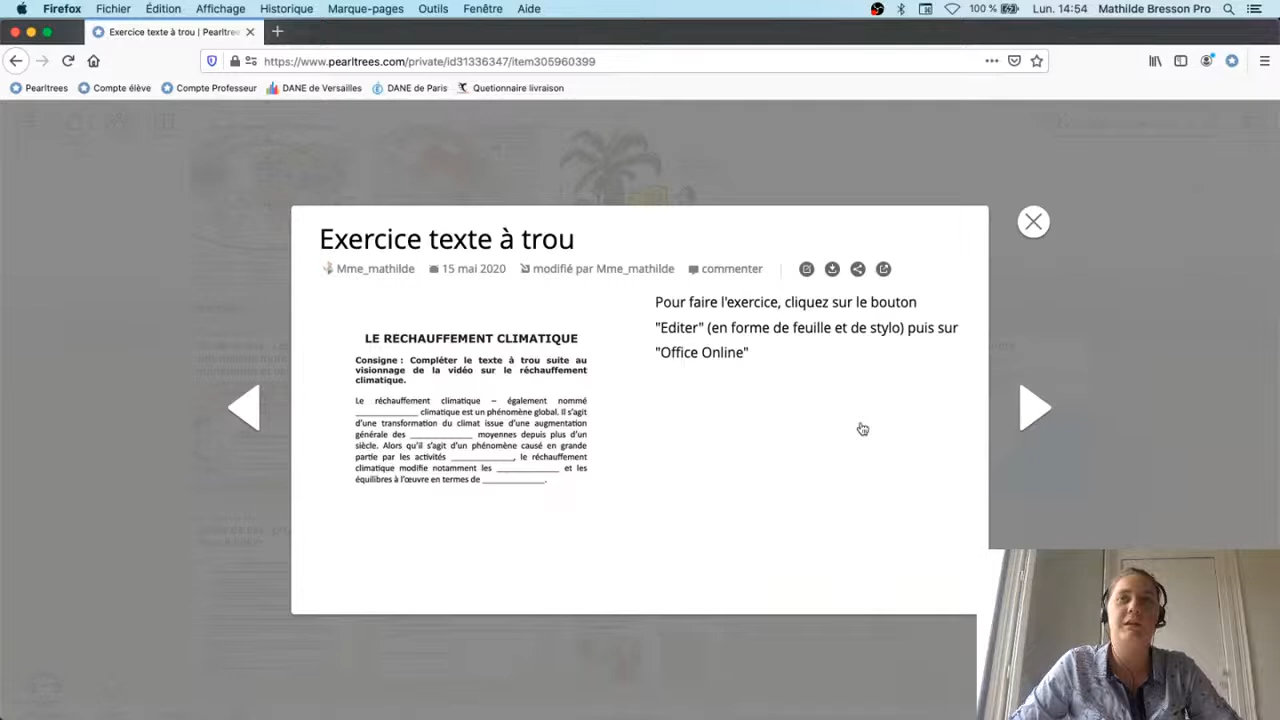 Firefox Fichier Édition Affichage Historique Marque-pages Outils Fenêtre Aide 100 % Lun. 14:54 Mathilde Bresson Pro
Exercice texte à trou | Pearltree
https://www.pearltrees.com/private/id31336347/item305960399
Pearltrees Compte élève Compte Professeur DANE de Versailles DANE de Paris Quetionnaire livraison
Exercice texte à trou
Mme_mathilde 15 mai 2020 modifié par Mme_mathilde commenter
Pour faire l'exercice, cliquez sur le bouton
"Editer" (en forme de feuille et de stylo) puis sur
"Office Online"
LE RECHAUFFEMENT CLIMATIQUE
Consigne : Compléter le texte à trou suite au
visionnage de la vidéo sur le réchauffement
climatique.
Le réchauffement climatique – également nommé
______________ climatique est un phénomène global. Il s'agit
d'une transformation du climat issue d'une augmentation
générale des ______________ moyennes depuis plus d'un
siècle. Alors qu'il s'agit d'un phénomène causé en grande
partie par les activités ______________, le réchauffement
climatique modifie notamment les ______________ et les
équilibres à l'œuvre en termes de ______________.